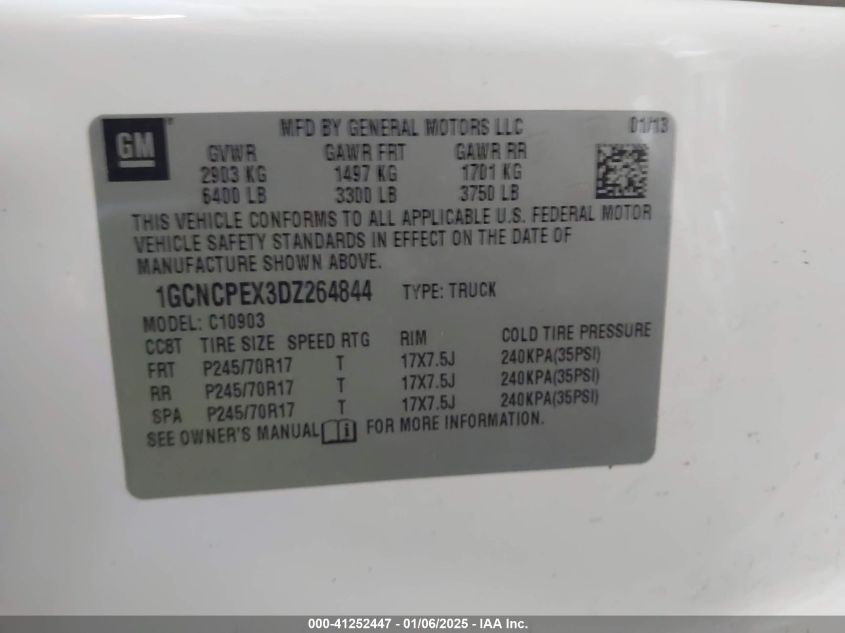 GM
MFD BY GENERAL MOTORS LLC 01/13
GVWR GAWR FRT GAWR RR
2903 KG 1497 KG 1701 KG
6400 LB 3300 LB 3750 LB
THIS VEHICLE CONFORMS TO ALL APPLICABLE U.S. FEDERAL MOTOR
VEHICLE SAFETY STANDARDS IN EFFECT ON THE DATE OF
MANUFACTURE SHOWN ABOVE.
1GCNCPEX3DZ264844 TYPE: TRUCK
MODEL: C10903
CCBT TIRE SIZE SPEED RTG RIM COLD TIRE PRESSURE
FRT P245/70R17 T 17X7.5J 240KPA(35PSI)
RR P245/70R17 T 17X7.5J 240KPA(35PSI)
SPA P245/70R17 T 17X7.5J 240KPA(35PSI)
SEE OWNER'S MANUAL i FOR MORE INFORMATION.
000-41252447 - 01/06/2025 - IAA Inc.